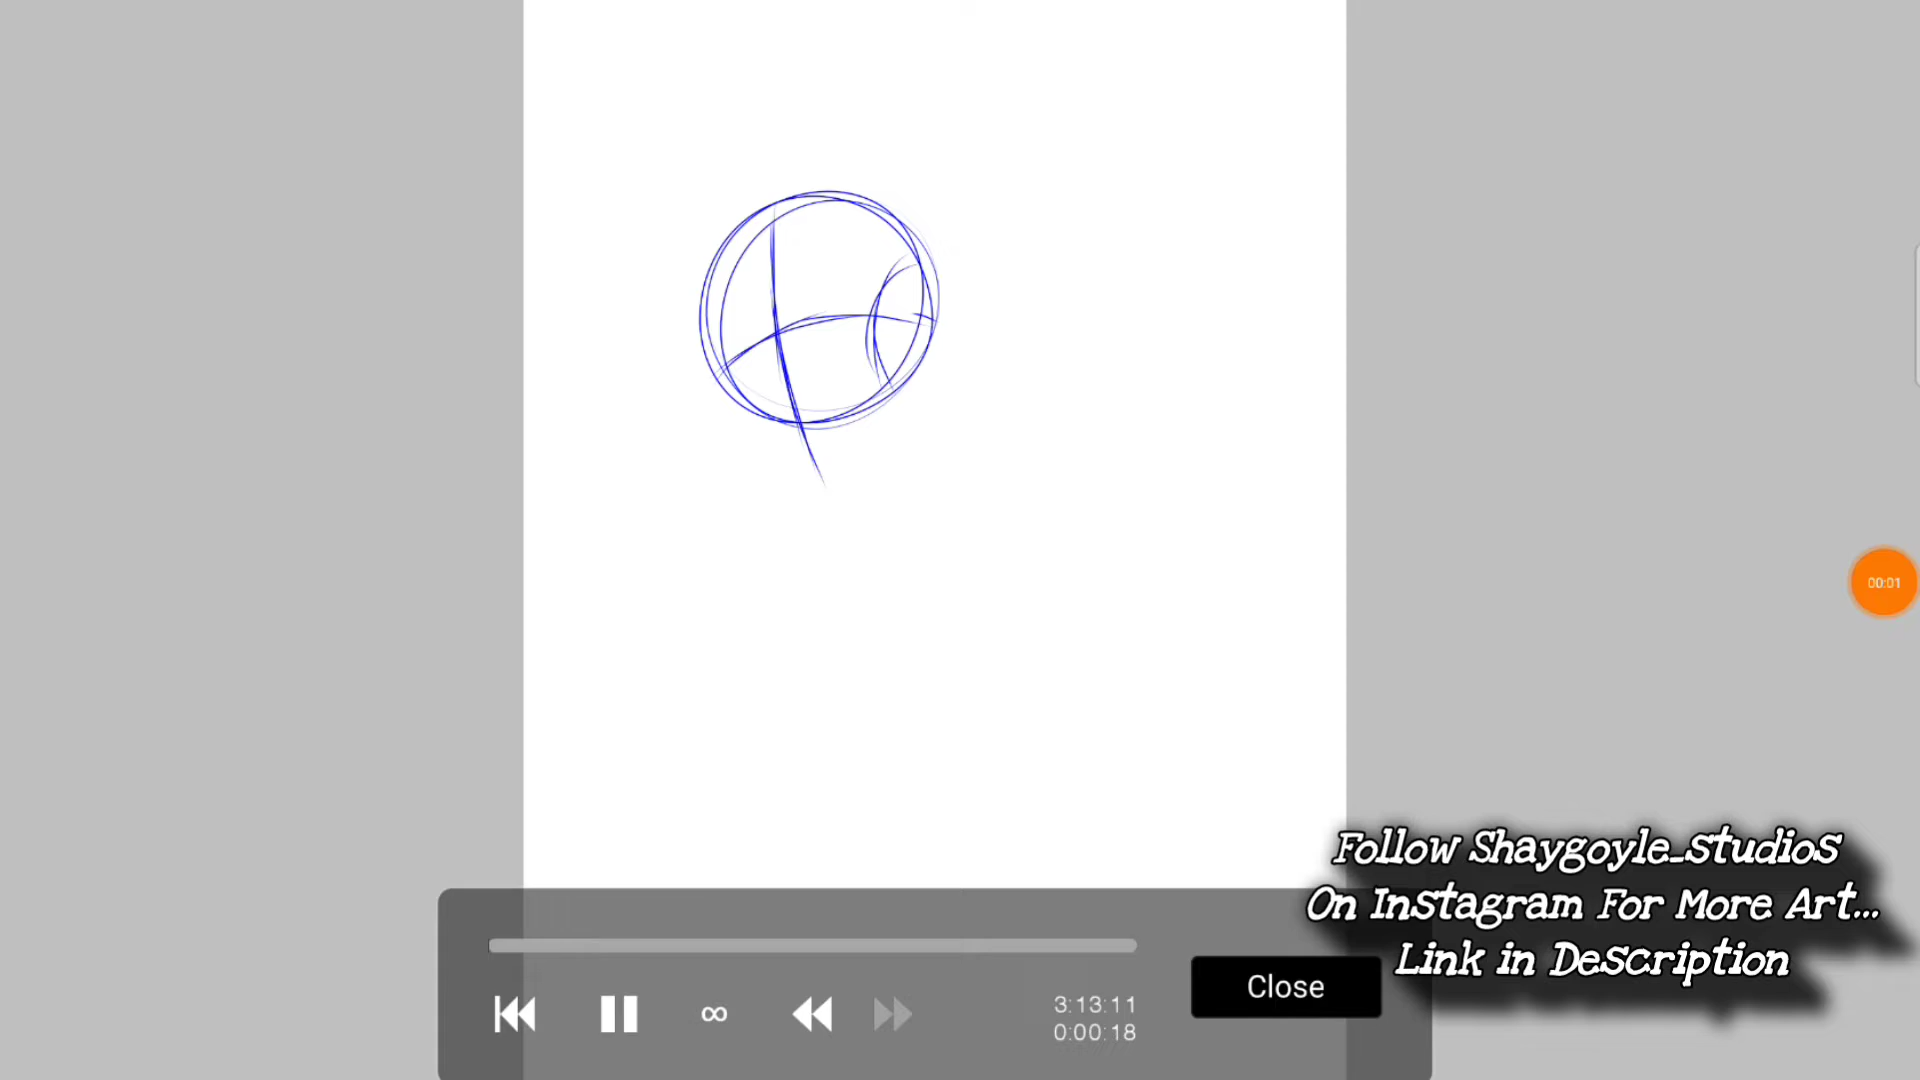 00:01
Follow Shaygoyle_studios
On Instagram For More Art...
Link in Description
Close
3:13:11
0:00:18